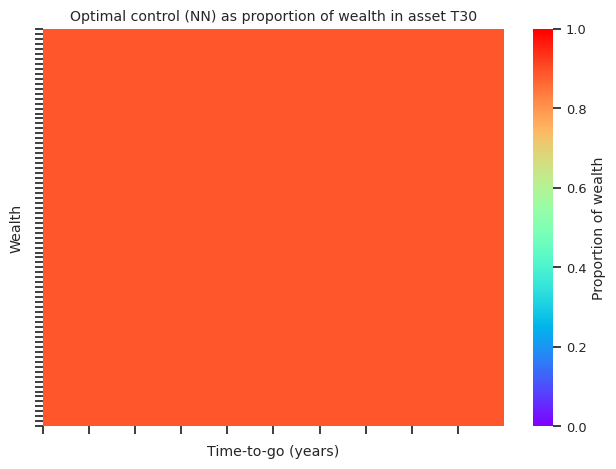 Optimal control (NN) as proportion of wealth in asset T30
Wealth
Time-to-go (years)
1.0
0.8
0.6
0.4
0.2
0.0
Proportion of wealth